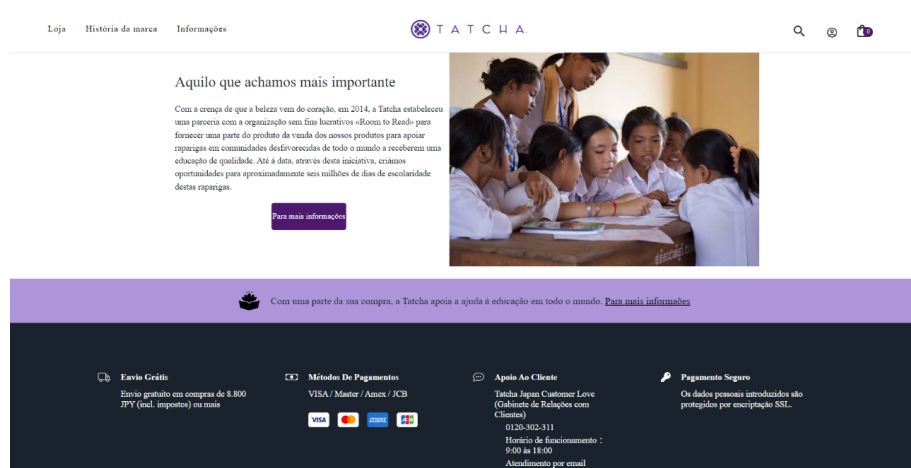 Loja
História da marca
Informações
TATCHA.
0
Aquilo que achamos mais importante
Com a crença de que a beleza vem do coração, em 2014, a Tatcha estabeleceu
uma parceria com a organização sem fins lucrativos «Room to Read» para
fornecer uma parte do produto da venda dos nossos produtos para apoiar
raparigas em comunidades desfavorecidas de todo o mundo a receberem uma
educação de qualidade. Até à data, através desta iniciativa, criámos
oportunidades para aproximadamente seis milhões de dias de escolaridade
destas raparigas.
Para mais informações
Com uma parte da sua compra, a Tatcha apoia a ajuda à educação em todo o mundo. Para mais informações
Envio Grátis
Envio gratuito em compras de 8.800
JPY (incl. impostos) ou mais
Métodos De Pagamentos
VISA / Master / Amex / JCB
VISA
AMEX
JCB
Apoio Ao Cliente
Tatcha Japan Customer Love
(Gabinete de Relações com
Clientes)
0120-302-311
Horário de funcionamento：
9:00 às 18:00
Atendimento por email
Pagamento Seguro
Os dados pessoais introduzidos são
protegidos por encriptação SSL.